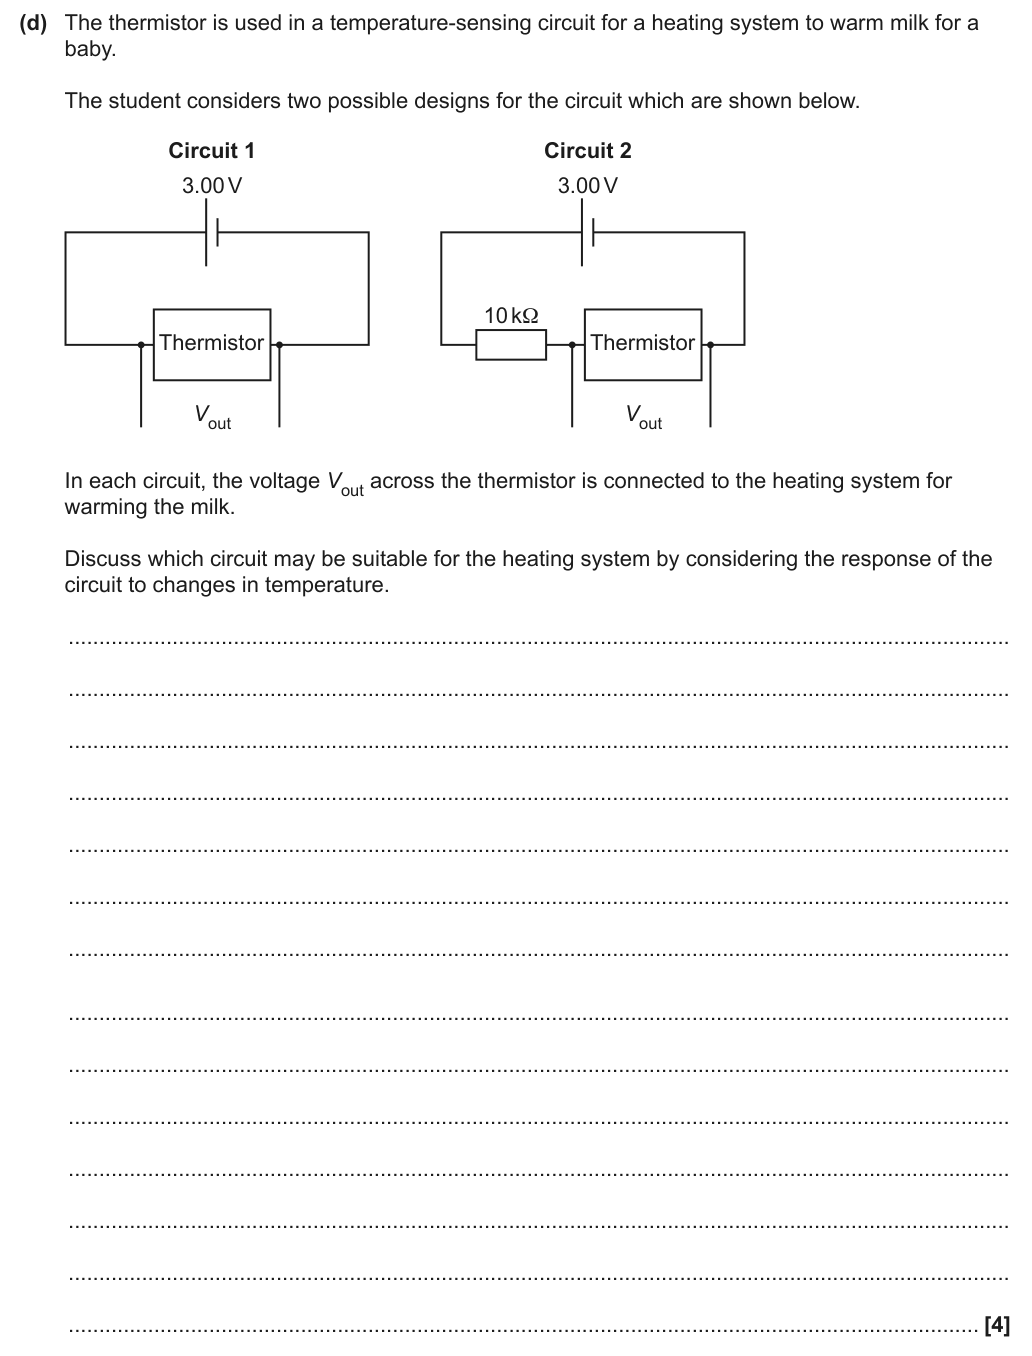 (d) The thermistor is used in a temperature-sensing circuit for a heating system to warm milk for a
baby.
The student considers two possible designs for the circuit which are shown below.
Circuit 1
Circuit 2
3.00 V
3.00 V
10 kΩ
Thermistor
Thermistor
Vout
Vout
In each circuit, the voltage Vout across the thermistor is connected to the heating system for
warming the milk.
Discuss which circuit may be suitable for the heating system by considering the response of the
circuit to changes in temperature.
[4]